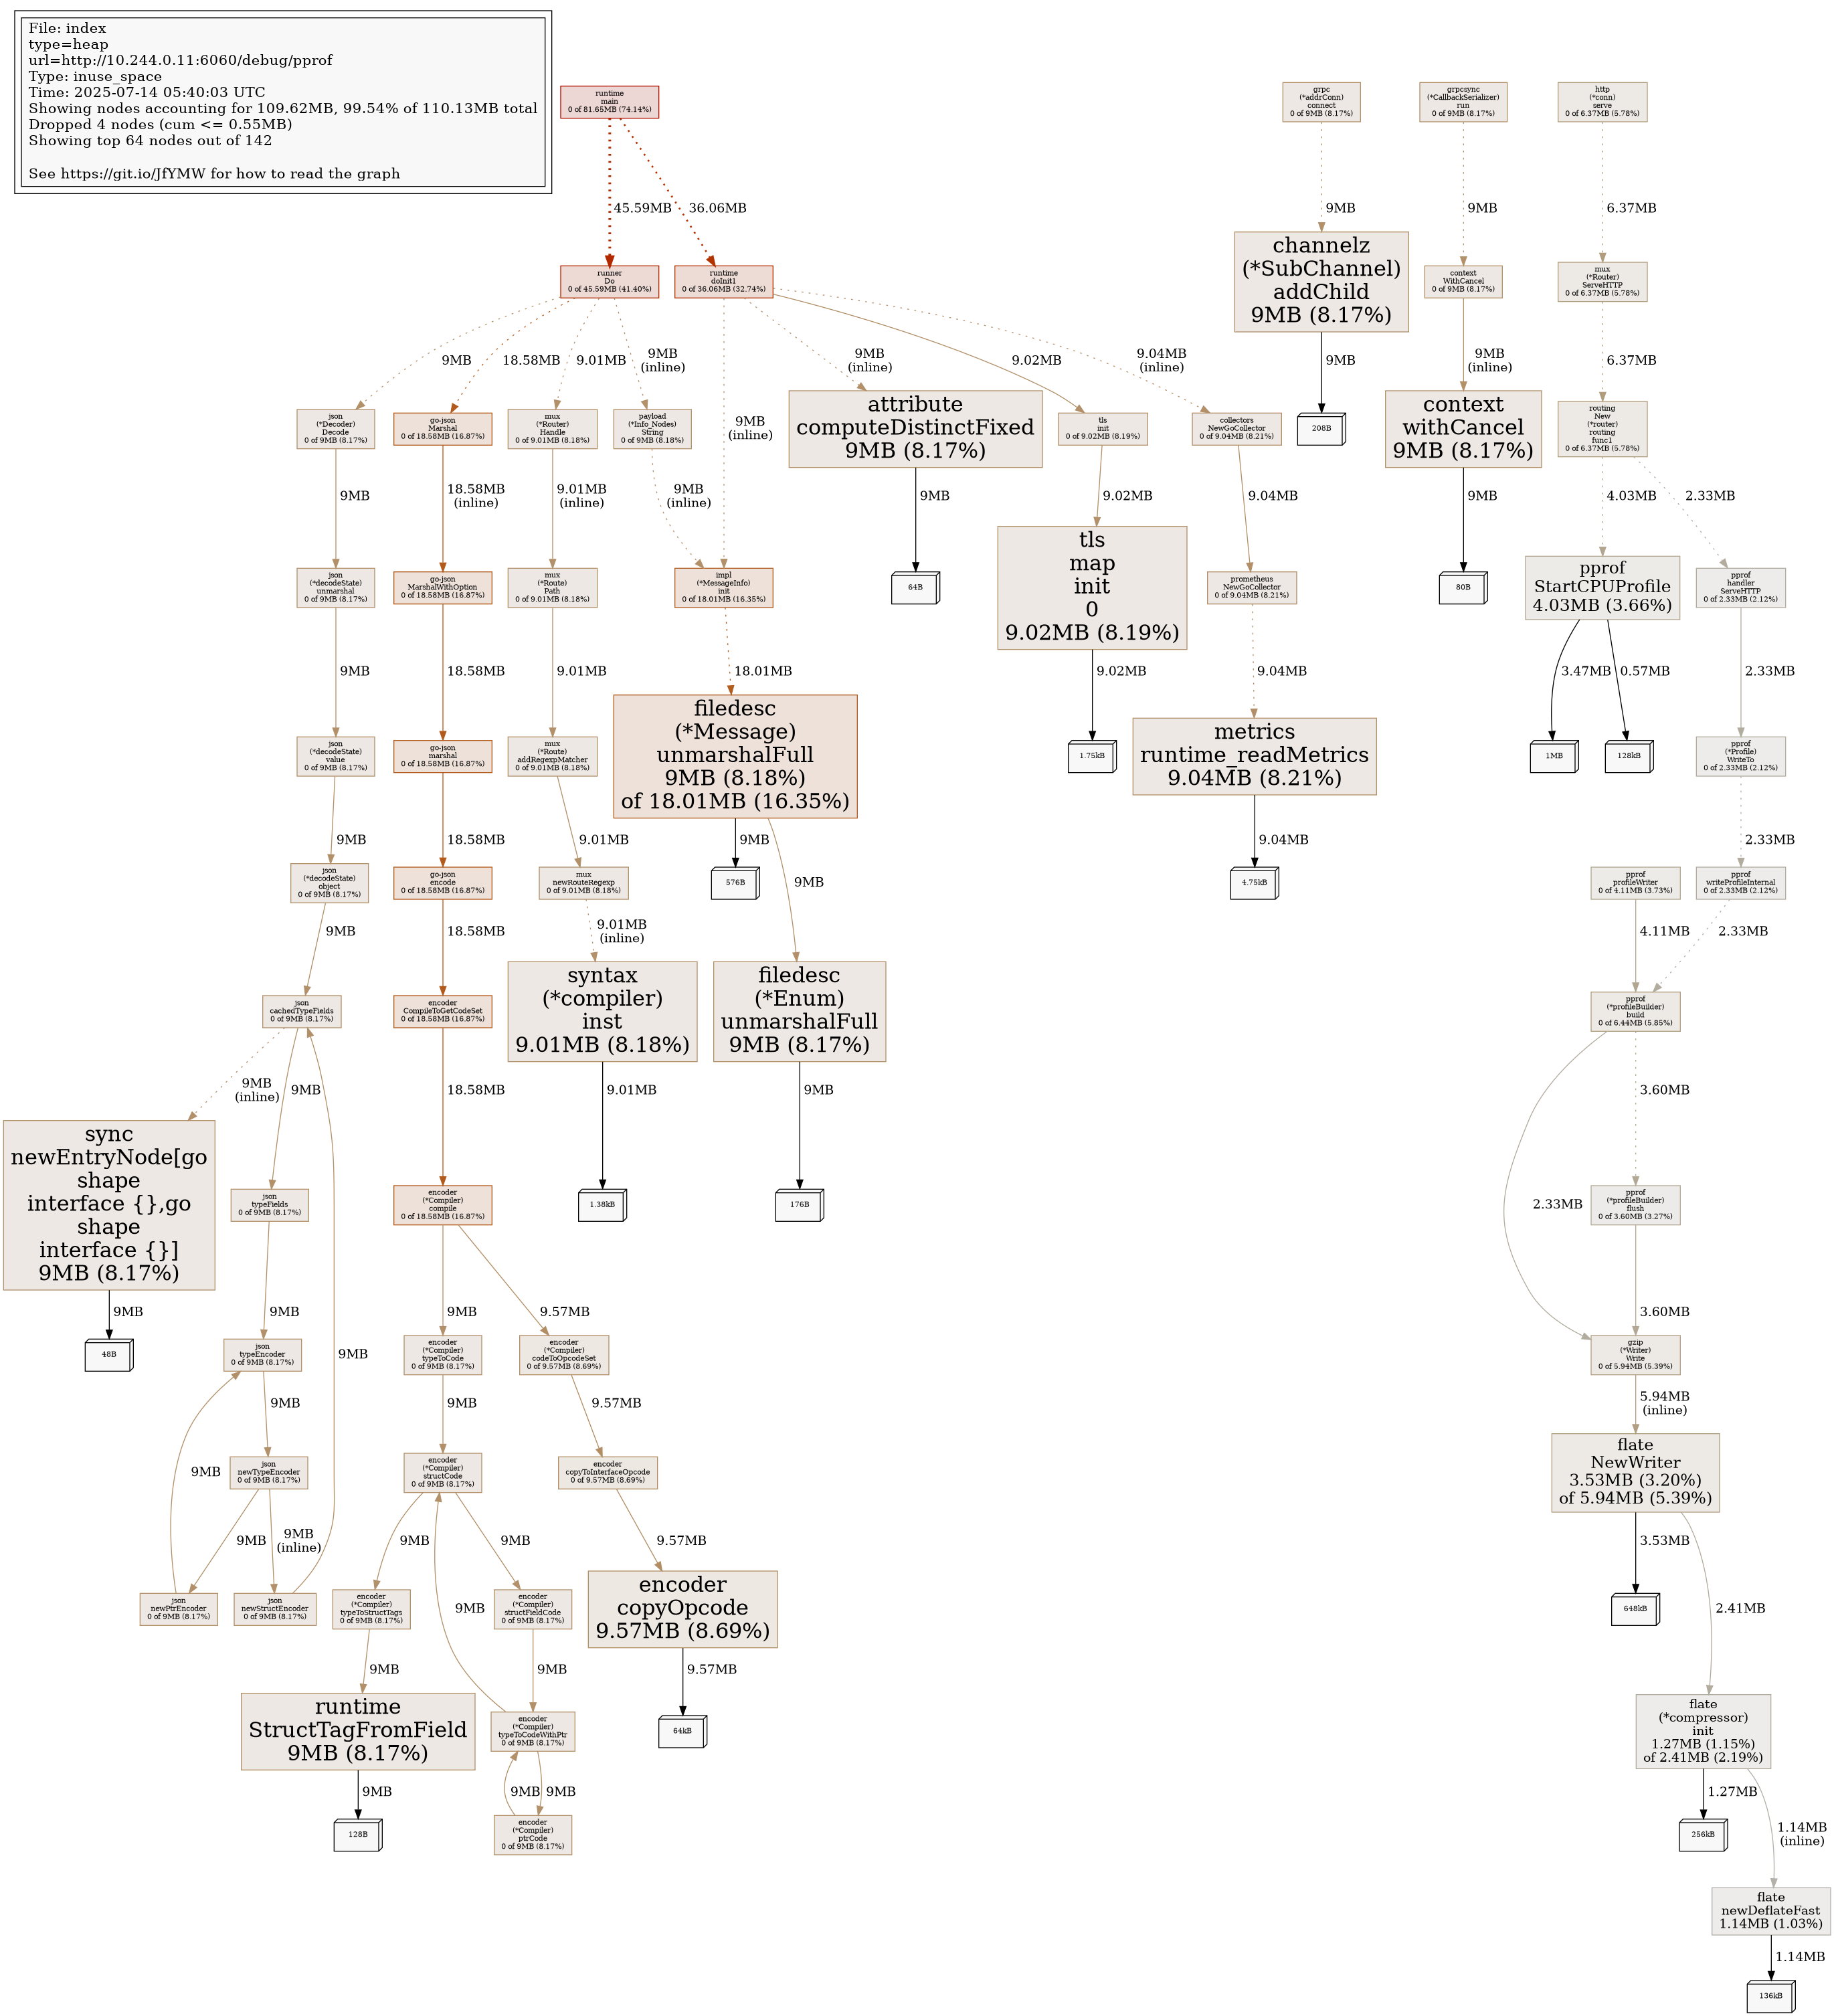 File: index
type=heap
url=http://10.244.0.11:6060/debug/pprof
Type: inuse_space
Time: 2025-07-14 05:40:03 UTC
Showing nodes accounting for 109.62MB, 99.54% of 110.13MB total
Dropped 4 nodes (cum <= 0.55MB)
Showing top 64 nodes out of 142
See https://git.io/JfYMW for how to read the graph
runtime
main
0 of 81.65MB (74.14%)
grpc
(*addrConn)
connect
0 of 9MB (8.17%)
grpcsync
(*CallbackSerializer)
run
0 of 9MB (8.17%)
http
(*conn)
serve
0 of 6.37MB (5.78%)
45.59MB
36.06MB
9MB
9MB
6.37MB
runner
Do
0 of 45.59MB (41.40%)
runtime
doInit1
0 of 36.06MB (32.74%)
channelz
(*SubChannel)
addChild
9MB (8.17%)
context
WithCancel
0 of 9MB (8.17%)
mux
(*Router)
ServeHTTP
0 of 6.37MB (5.78%)
9MB
18.58MB
9.01MB
9MB
(inline)
9MB
(inline)
9MB
(inline)
9.02MB
9.04MB
(inline)
9MB
9MB
(inline)
6.37MB
json
(*Decoder)
Decode
0 of 9MB (8.17%)
go-json
Marshal
0 of 18.58MB (16.87%)
mux
(*Router)
Handle
0 of 9.01MB (8.18%)
payload
(*Info_Nodes)
String
0 of 9MB (8.18%)
attribute
computeDistinctFixed
9MB (8.17%)
tls
init
0 of 9.02MB (8.19%)
collectors
NewGoCollector
0 of 9.04MB (8.21%)
208B
context
withCancel
9MB (8.17%)
routing
New
(*router)
routing
func1
0 of 6.37MB (5.78%)
9MB
18.58MB
(inline)
9.01MB
(inline)
9MB
(inline)
9MB
9.02MB
9.04MB
9MB
4.03MB
2.33MB
json
(*decodeState)
unmarshal
0 of 9MB (8.17%)
go-json
MarshalWithOption
0 of 18.58MB (16.87%)
mux
(*Route)
Path
0 of 9.01MB (8.18%)
impl
(*MessageInfo)
init
0 of 18.01MB (16.35%)
64B
tls
map
init
0
9.02MB (8.19%)
prometheus
NewGoCollector
0 of 9.04MB (8.21%)
80B
pprof
StartCPUProfile
4.03MB (3.66%)
pprof
handler
ServeHTTP
0 of 2.33MB (2.12%)
9MB
18.58MB
9.01MB
18.01MB
9.02MB
9.04MB
3.47MB
0.57MB
2.33MB
json
(*decodeState)
value
0 of 9MB (8.17%)
go-json
marshal
0 of 18.58MB (16.87%)
mux
(*Route)
addRegexpMatcher
0 of 9.01MB (8.18%)
filedesc
(*Message)
unmarshalFull
9MB (8.18%)
of 18.01MB (16.35%)
1.75kB
metrics
runtime_readMetrics
9.04MB (8.21%)
1MB
128kB
pprof
(*Profile)
WriteTo
0 of 2.33MB (2.12%)
9MB
18.58MB
9.01MB
9MB
9MB
9.04MB
2.33MB
json
(*decodeState)
object
0 of 9MB (8.17%)
go-json
encode
0 of 18.58MB (16.87%)
mux
newRouteRegexp
0 of 9.01MB (8.18%)
576B
4.75kB
pprof
profileWriter
0 of 4.11MB (3.73%)
pprof
writeProfileInternal
0 of 2.33MB (2.12%)
9MB
18.58MB
9.01MB
(inline)
4.11MB
2.33MB
json
cachedTypeFields
0 of 9MB (8.17%)
encoder
CompileToGetCodeSet
0 of 18.58MB (16.87%)
syntax
(*compiler)
inst
9.01MB (8.18%)
filedesc
(*Enum)
unmarshalFull
9MB (8.17%)
pprof
(*profileBuilder)
build
0 of 6.44MB (5.85%)
9MB
(inline)
9MB
18.58MB
9.01MB
9MB
3.60MB
sync
newEntryNode[go
shape
interface {},go
shape
interface {}]
9MB (8.17%)
json
typeFields
0 of 9MB (8.17%)
encoder
(*Compiler)
compile
0 of 18.58MB (16.87%)
1.38kB
176B
2.33MB
pprof
(*profileBuilder)
flush
0 of 3.60MB (3.27%)
9MB
9MB
9MB
9.57MB
3.60MB
48B
json
typeEncoder
0 of 9MB (8.17%)
9MB
encoder
(*Compiler)
typeToCode
0 of 9MB (8.17%)
encoder
(*Compiler)
codeToOpcodeSet
0 of 9.57MB (8.69%)
gzip
(*Writer)
Write
0 of 5.94MB (5.39%)
9MB
9MB
9.57MB
5.94MB
(inline)
9MB
json
newTypeEncoder
0 of 9MB (8.17%)
encoder
(*Compiler)
structCode
0 of 9MB (8.17%)
encoder
copyToInterfaceOpcode
0 of 9.57MB (8.69%)
flate
NewWriter
3.53MB (3.20%)
of 5.94MB (5.39%)
9MB
9MB
(inline)
9MB
9MB
9.57MB
3.53MB
2.41MB
json
newPtrEncoder
0 of 9MB (8.17%)
json
newStructEncoder
0 of 9MB (8.17%)
encoder
(*Compiler)
typeToStructTags
0 of 9MB (8.17%)
9MB
encoder
(*Compiler)
structFieldCode
0 of 9MB (8.17%)
encoder
copyOpcode
9.57MB (8.69%)
648kB
9MB
9MB
9.57MB
runtime
StructTagFromField
9MB (8.17%)
encoder
(*Compiler)
typeToCodeWithPtr
0 of 9MB (8.17%)
64kB
flate
(*compressor)
init
1.27MB (1.15%)
of 2.41MB (2.19%)
9MB
9MB
9MB
1.27MB
1.14MB
(inline)
128B
encoder
(*Compiler)
ptrCode
0 of 9MB (8.17%)
256kB
flate
newDeflateFast
1.14MB (1.03%)
1.14MB
136kB